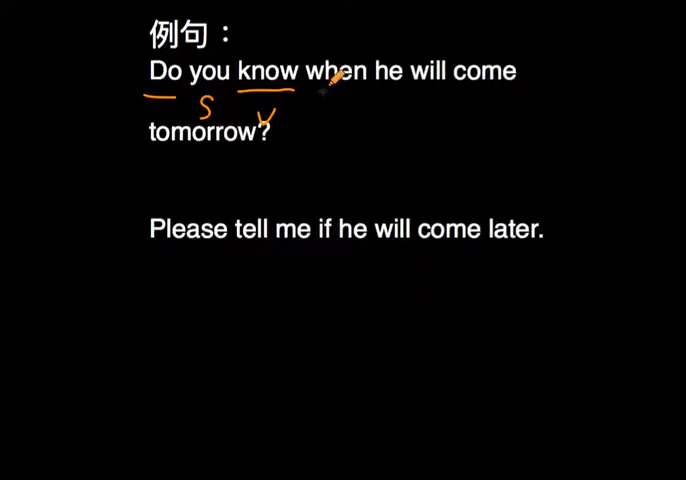 例句：
Do you know when he will come
S V
tomorrow?
Please tell me if he will come later.